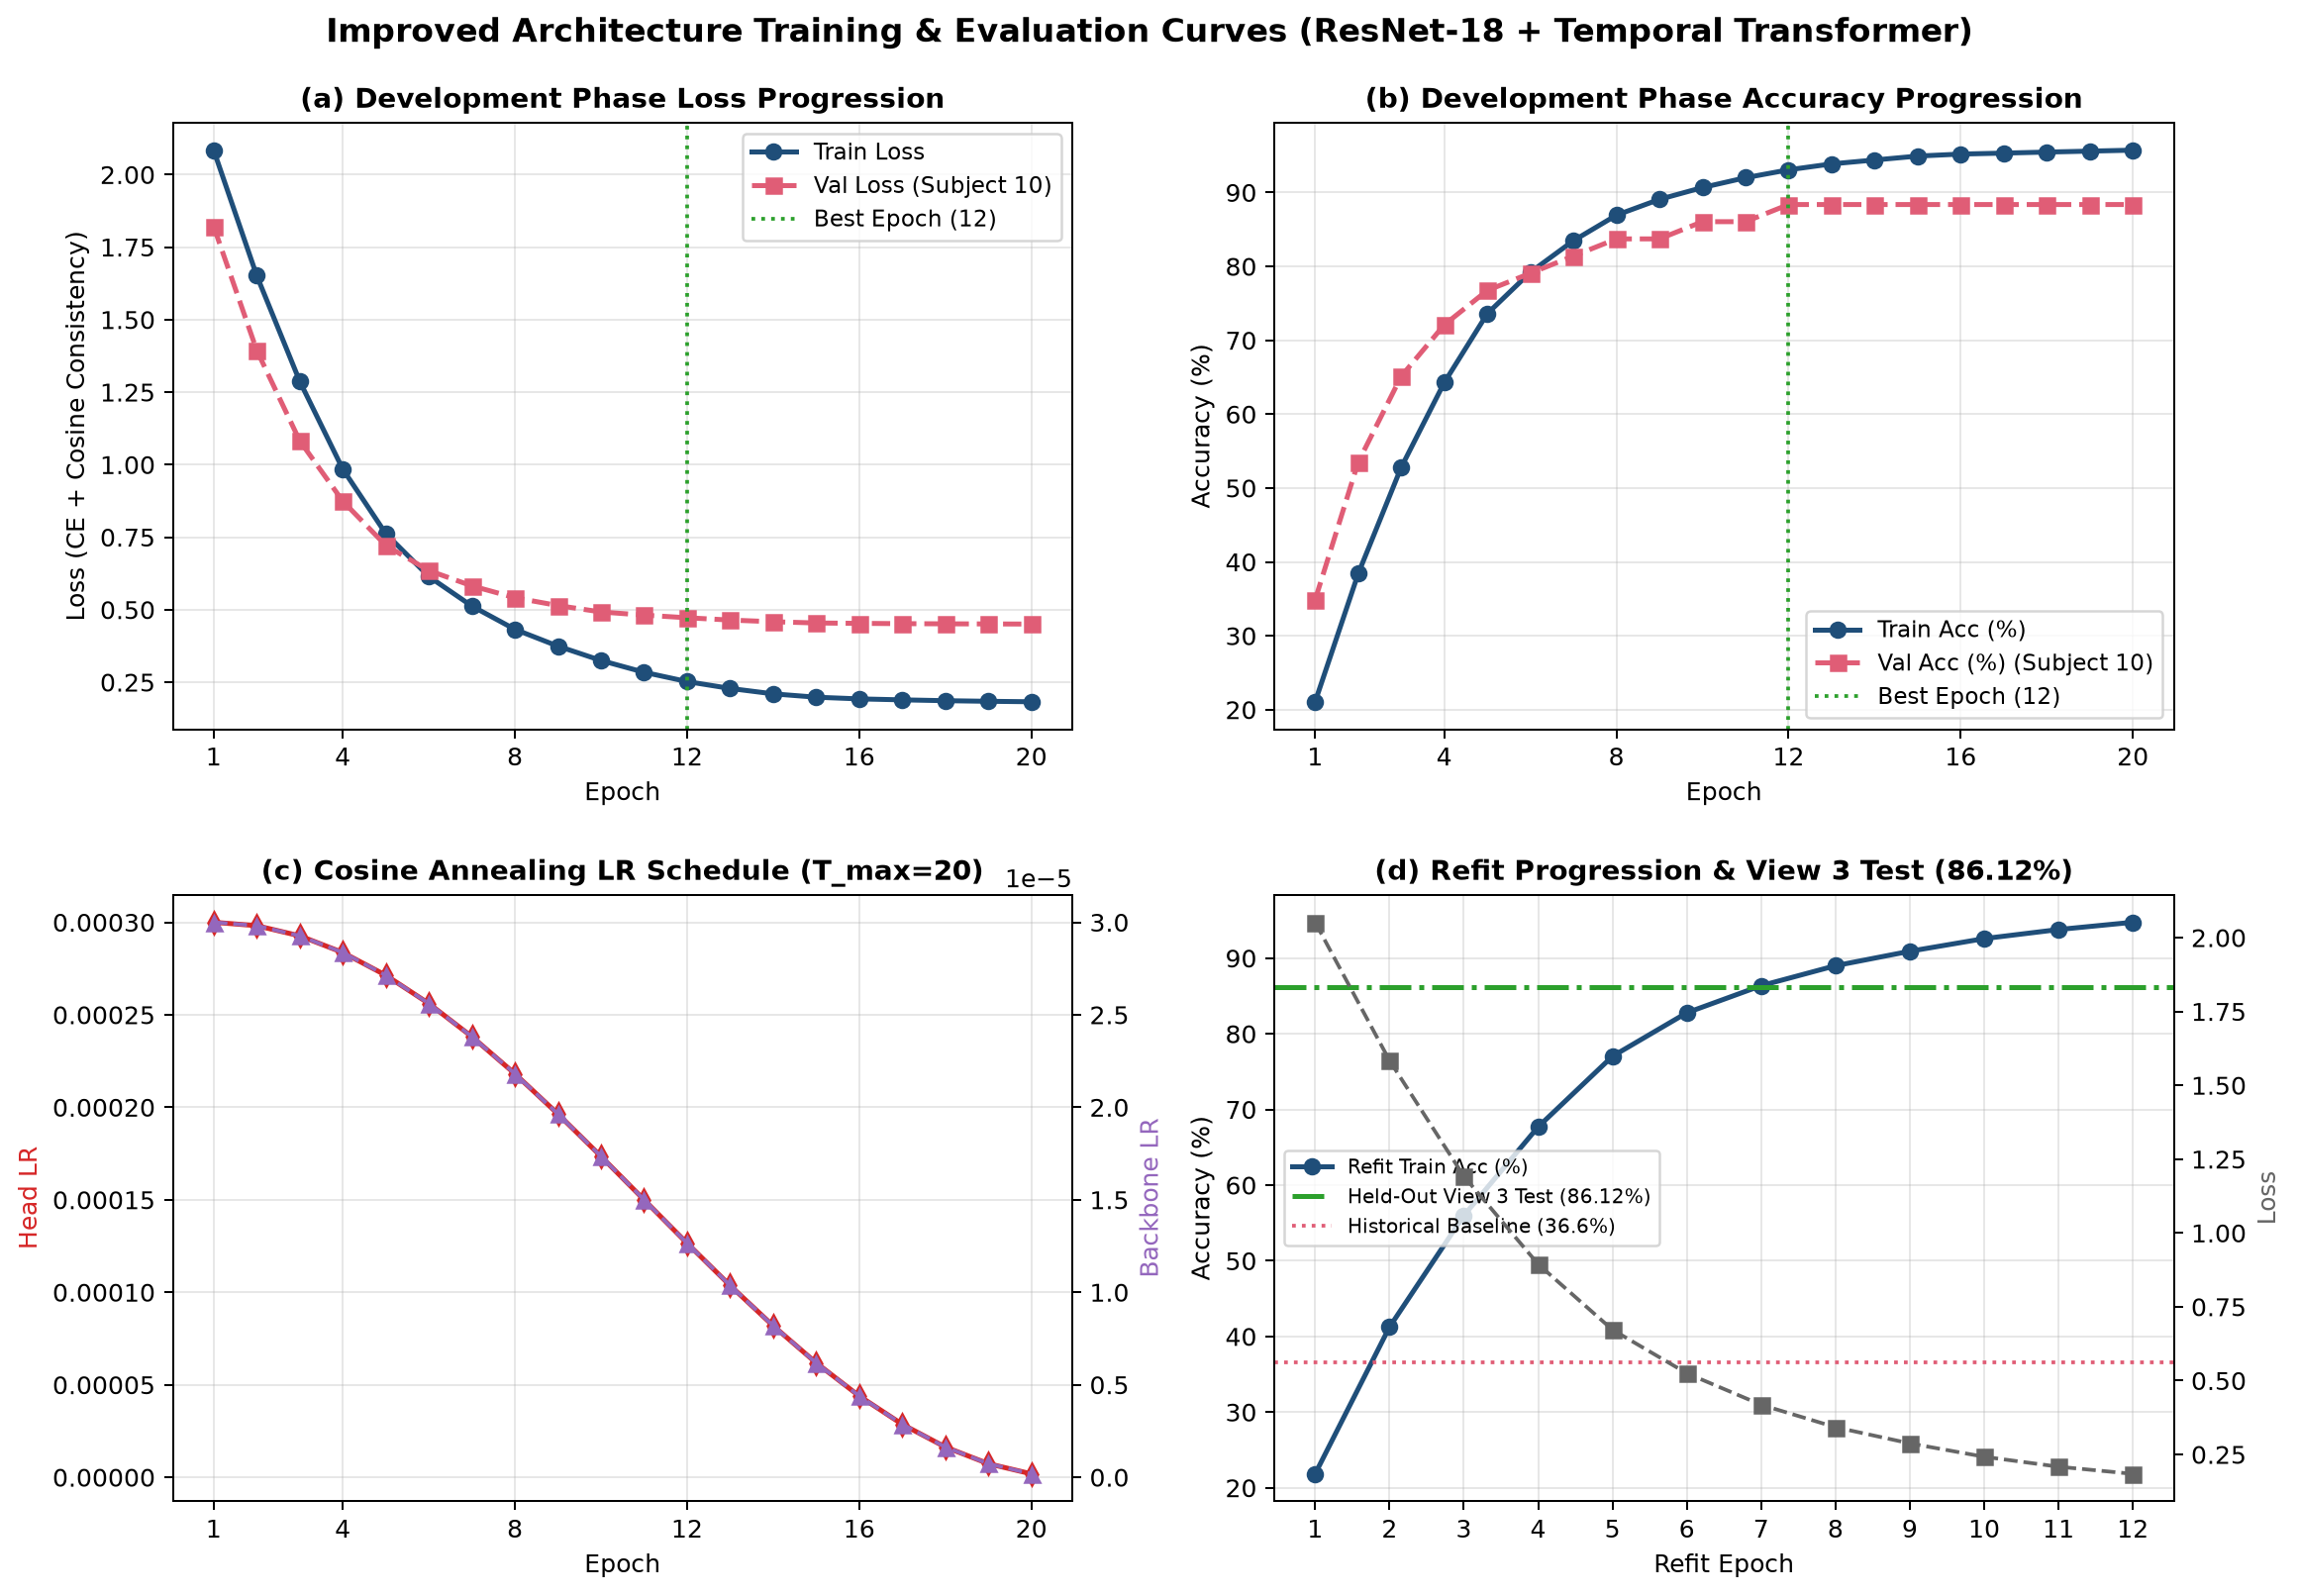 Improved Architecture Training & Evaluation Curves (ResNet-18 + Temporal Transformer)
(a) Development Phase Loss Progression
Loss (CE + Cosine Consistency)
2.00
1.75
1.50
1.25
1.00
0.75
0.50
0.25
Train Loss
Val Loss (Subject 10)
Best Epoch (12)
1 4 8 12 16 20
Epoch
(b) Development Phase Accuracy Progression
Accuracy (%)
90
80
70
60
50
40
30
20
Train Acc (%)
Val Acc (%) (Subject 10)
Best Epoch (12)
1 4 8 12 16 20
Epoch
(c) Cosine Annealing LR Schedule (T_max=20)
1e−5
Head LR
0.00030
0.00025
0.00020
0.00015
0.00010
0.00005
0.00000
3.0
2.5
2.0
1.5
1.0
0.5
0.0
Backbone LR
1 4 8 12 16 20
Epoch
(d) Refit Progression & View 3 Test (86.12%)
Accuracy (%)
90
80
70
60
50
40
30
20
Refit Train Acc (%)
Held-Out View 3 Test (86.12%)
Historical Baseline (36.6%)
2.00
1.75
1.50
1.25
1.00
0.75
0.50
0.25
Loss
1 2 3 4 5 6 7 8 9 10 11 12
Refit Epoch